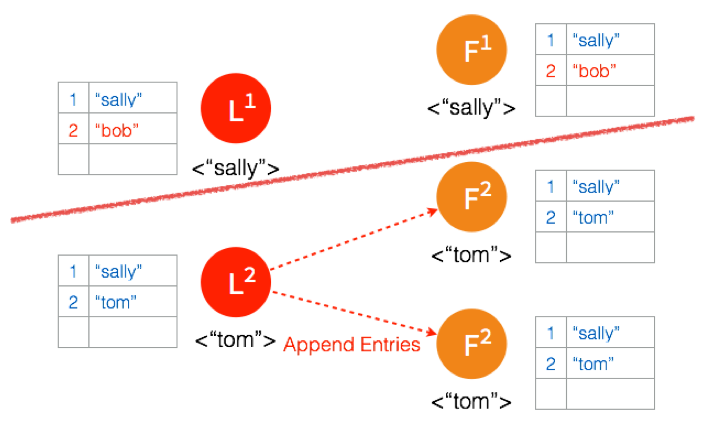 F¹
1 “sally”
2 “bob”
<“sally”>
1 “sally”
2 “bob”
L¹
<“sally”>
F²
1 “sally”
2 “tom”
<“tom”>
1 “sally”
2 “tom”
L²
<“tom”>
Append Entries
F²
1 “sally”
2 “tom”
<“tom”>